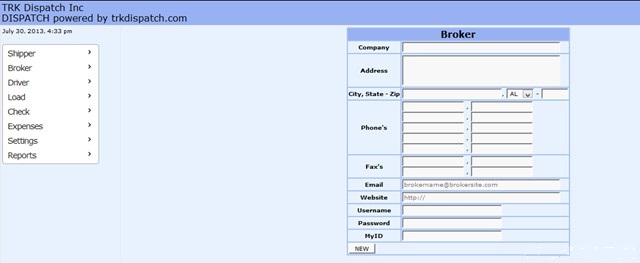 TRK Dispatch Inc
DISPATCH powered by trkdispatch.com
July 30, 2013, 4:33 pm
Shipper >
Broker >
Driver >
Load >
Check >
Expenses >
Settings >
Reports >
Broker
Company
Address
City, State - Zip , AL -
Phone's , , , , ,
Fax's , ,
Email brokername@brokersite.com
Website http://
Username
Password
MyID
NEW